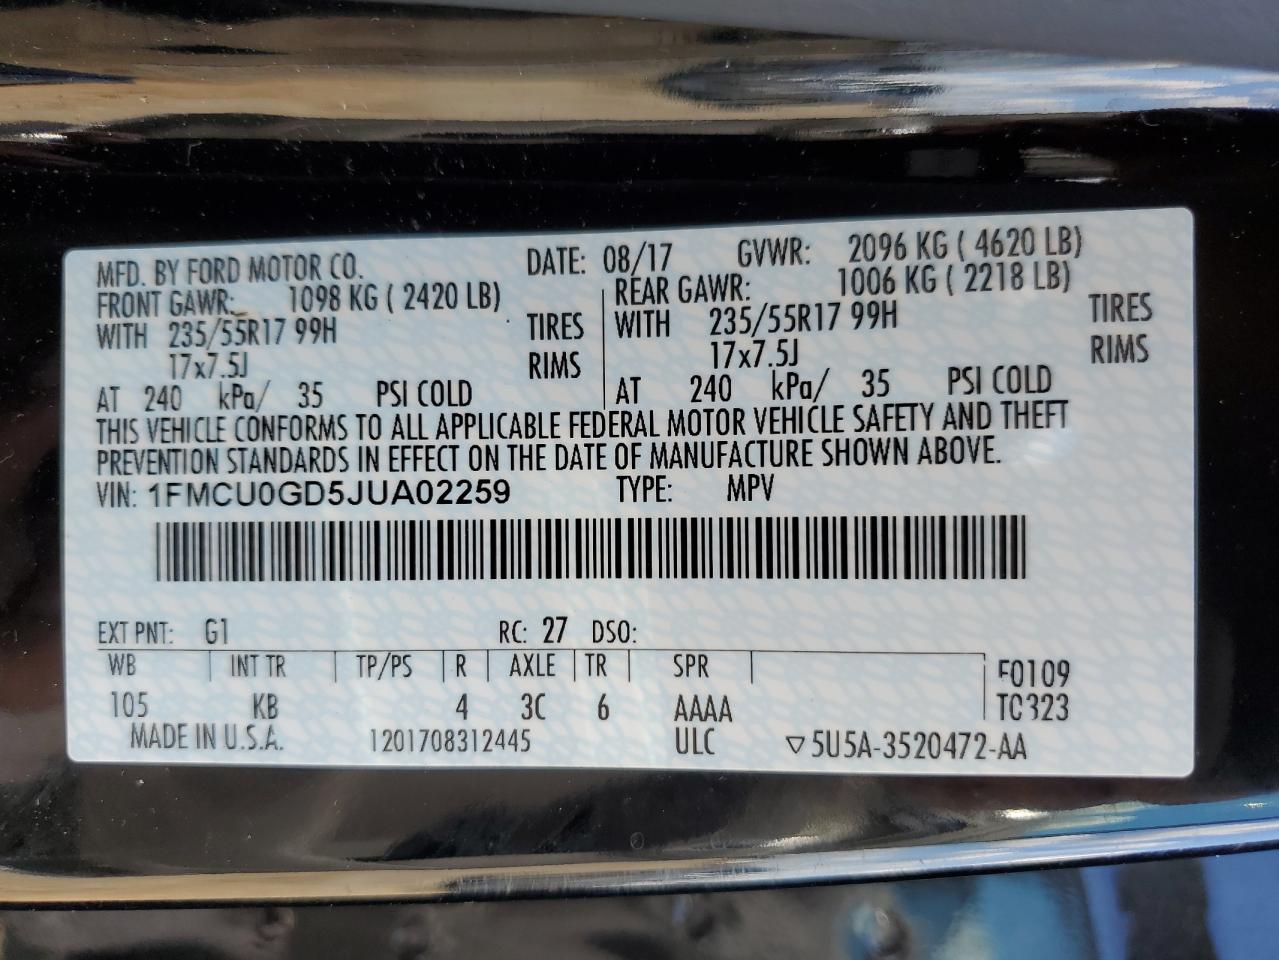 MFD. BY FORD MOTOR CO. DATE: 08/17 GVWR: 2096 KG ( 4620 LB)
FRONT GAWR: 1098 KG ( 2420 LB) REAR GAWR: 1006 KG ( 2218 LB)
WITH 235/55R17 99H TIRES WITH 235/55R17 99H TIRES
17x7.5J RIMS 17x7.5J RIMS
AT 240 kPa/ 35 PSI COLD AT 240 kPa/ 35 PSI COLD
THIS VEHICLE CONFORMS TO ALL APPLICABLE FEDERAL MOTOR VEHICLE SAFETY AND THEFT
PREVENTION STANDARDS IN EFFECT ON THE DATE OF MANUFACTURE SHOWN ABOVE.
VIN: 1FMCU0GD5JUA02259 TYPE: MPV
EXT PNT: G1 RC: 27 DSO:
WB INT TR TP/PS R AXLE TR SPR F0109
105 KB 4 3C 6 AAAA TC323
MADE IN U.S.A. 1201708312445 ULC ▽5U5A-3520472-AA